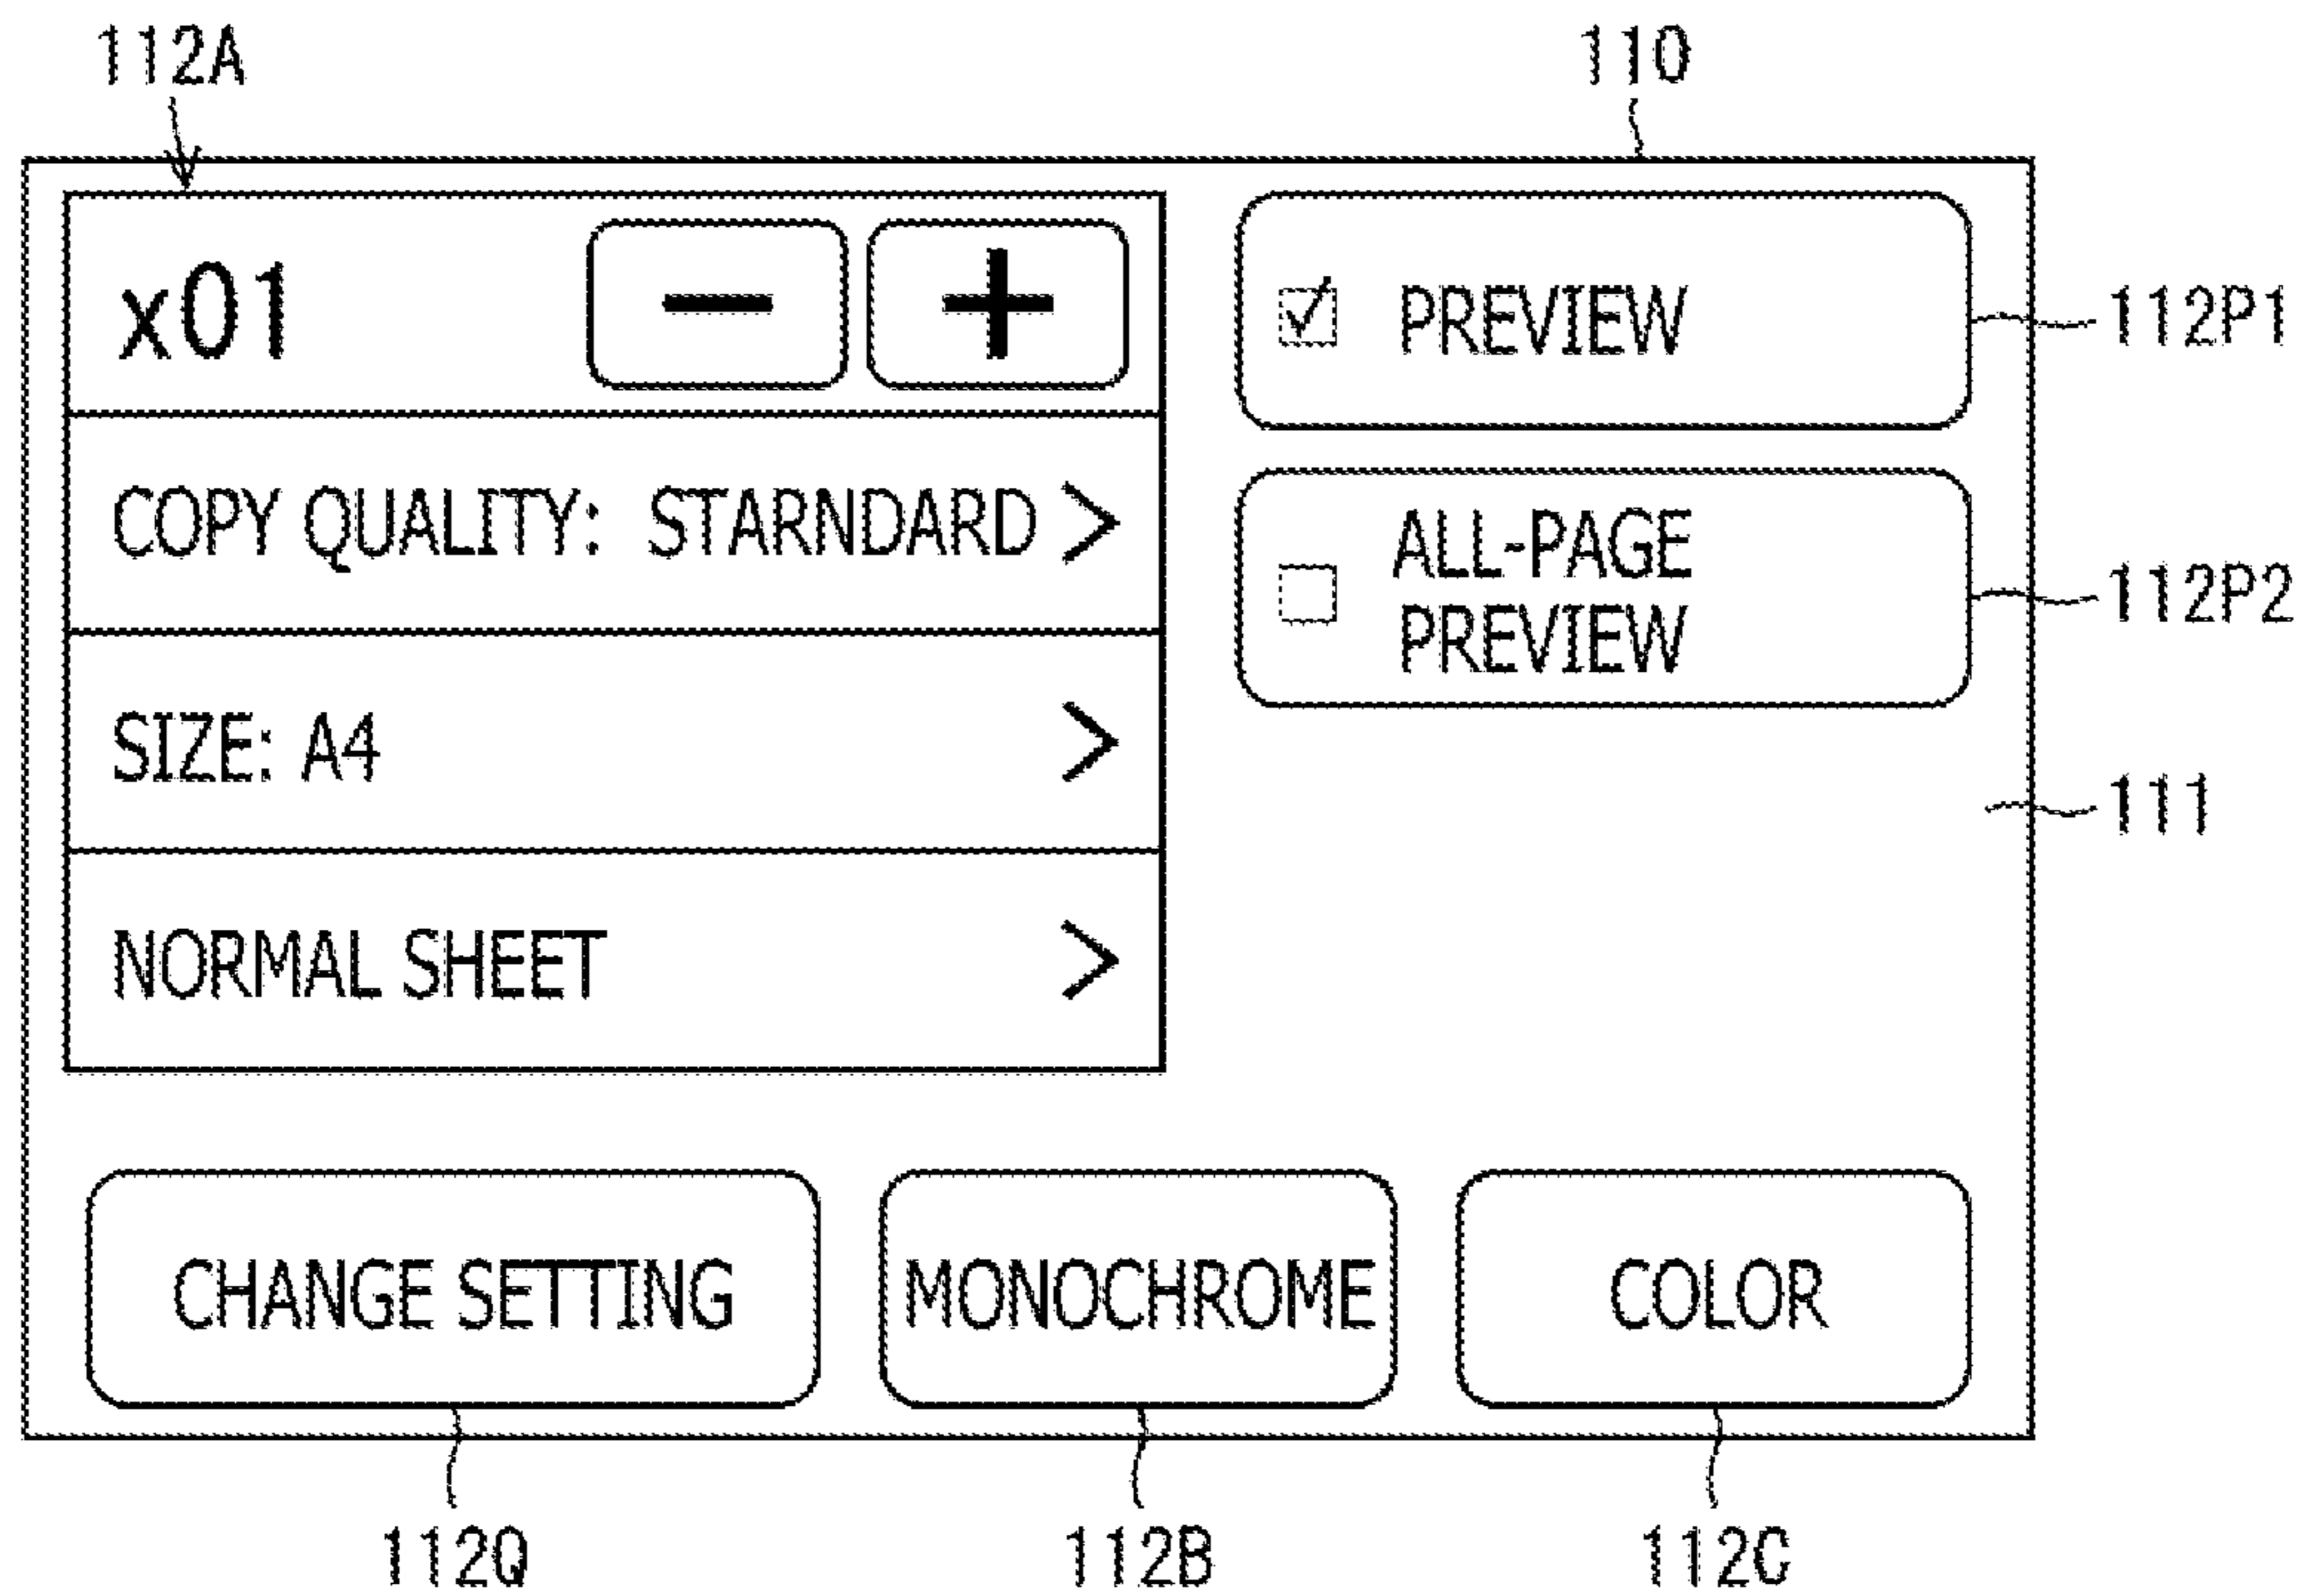 112A
110
x01 − +
PREVIEW
112P1
COPY QUALITY: STARNDARD >
ALL-PAGE
PREVIEW
112P2
SIZE: A4 >
111
NORMAL SHEET >
CHANGE SETTING
MONOCHROME
COLOR
112Q
112B
112C